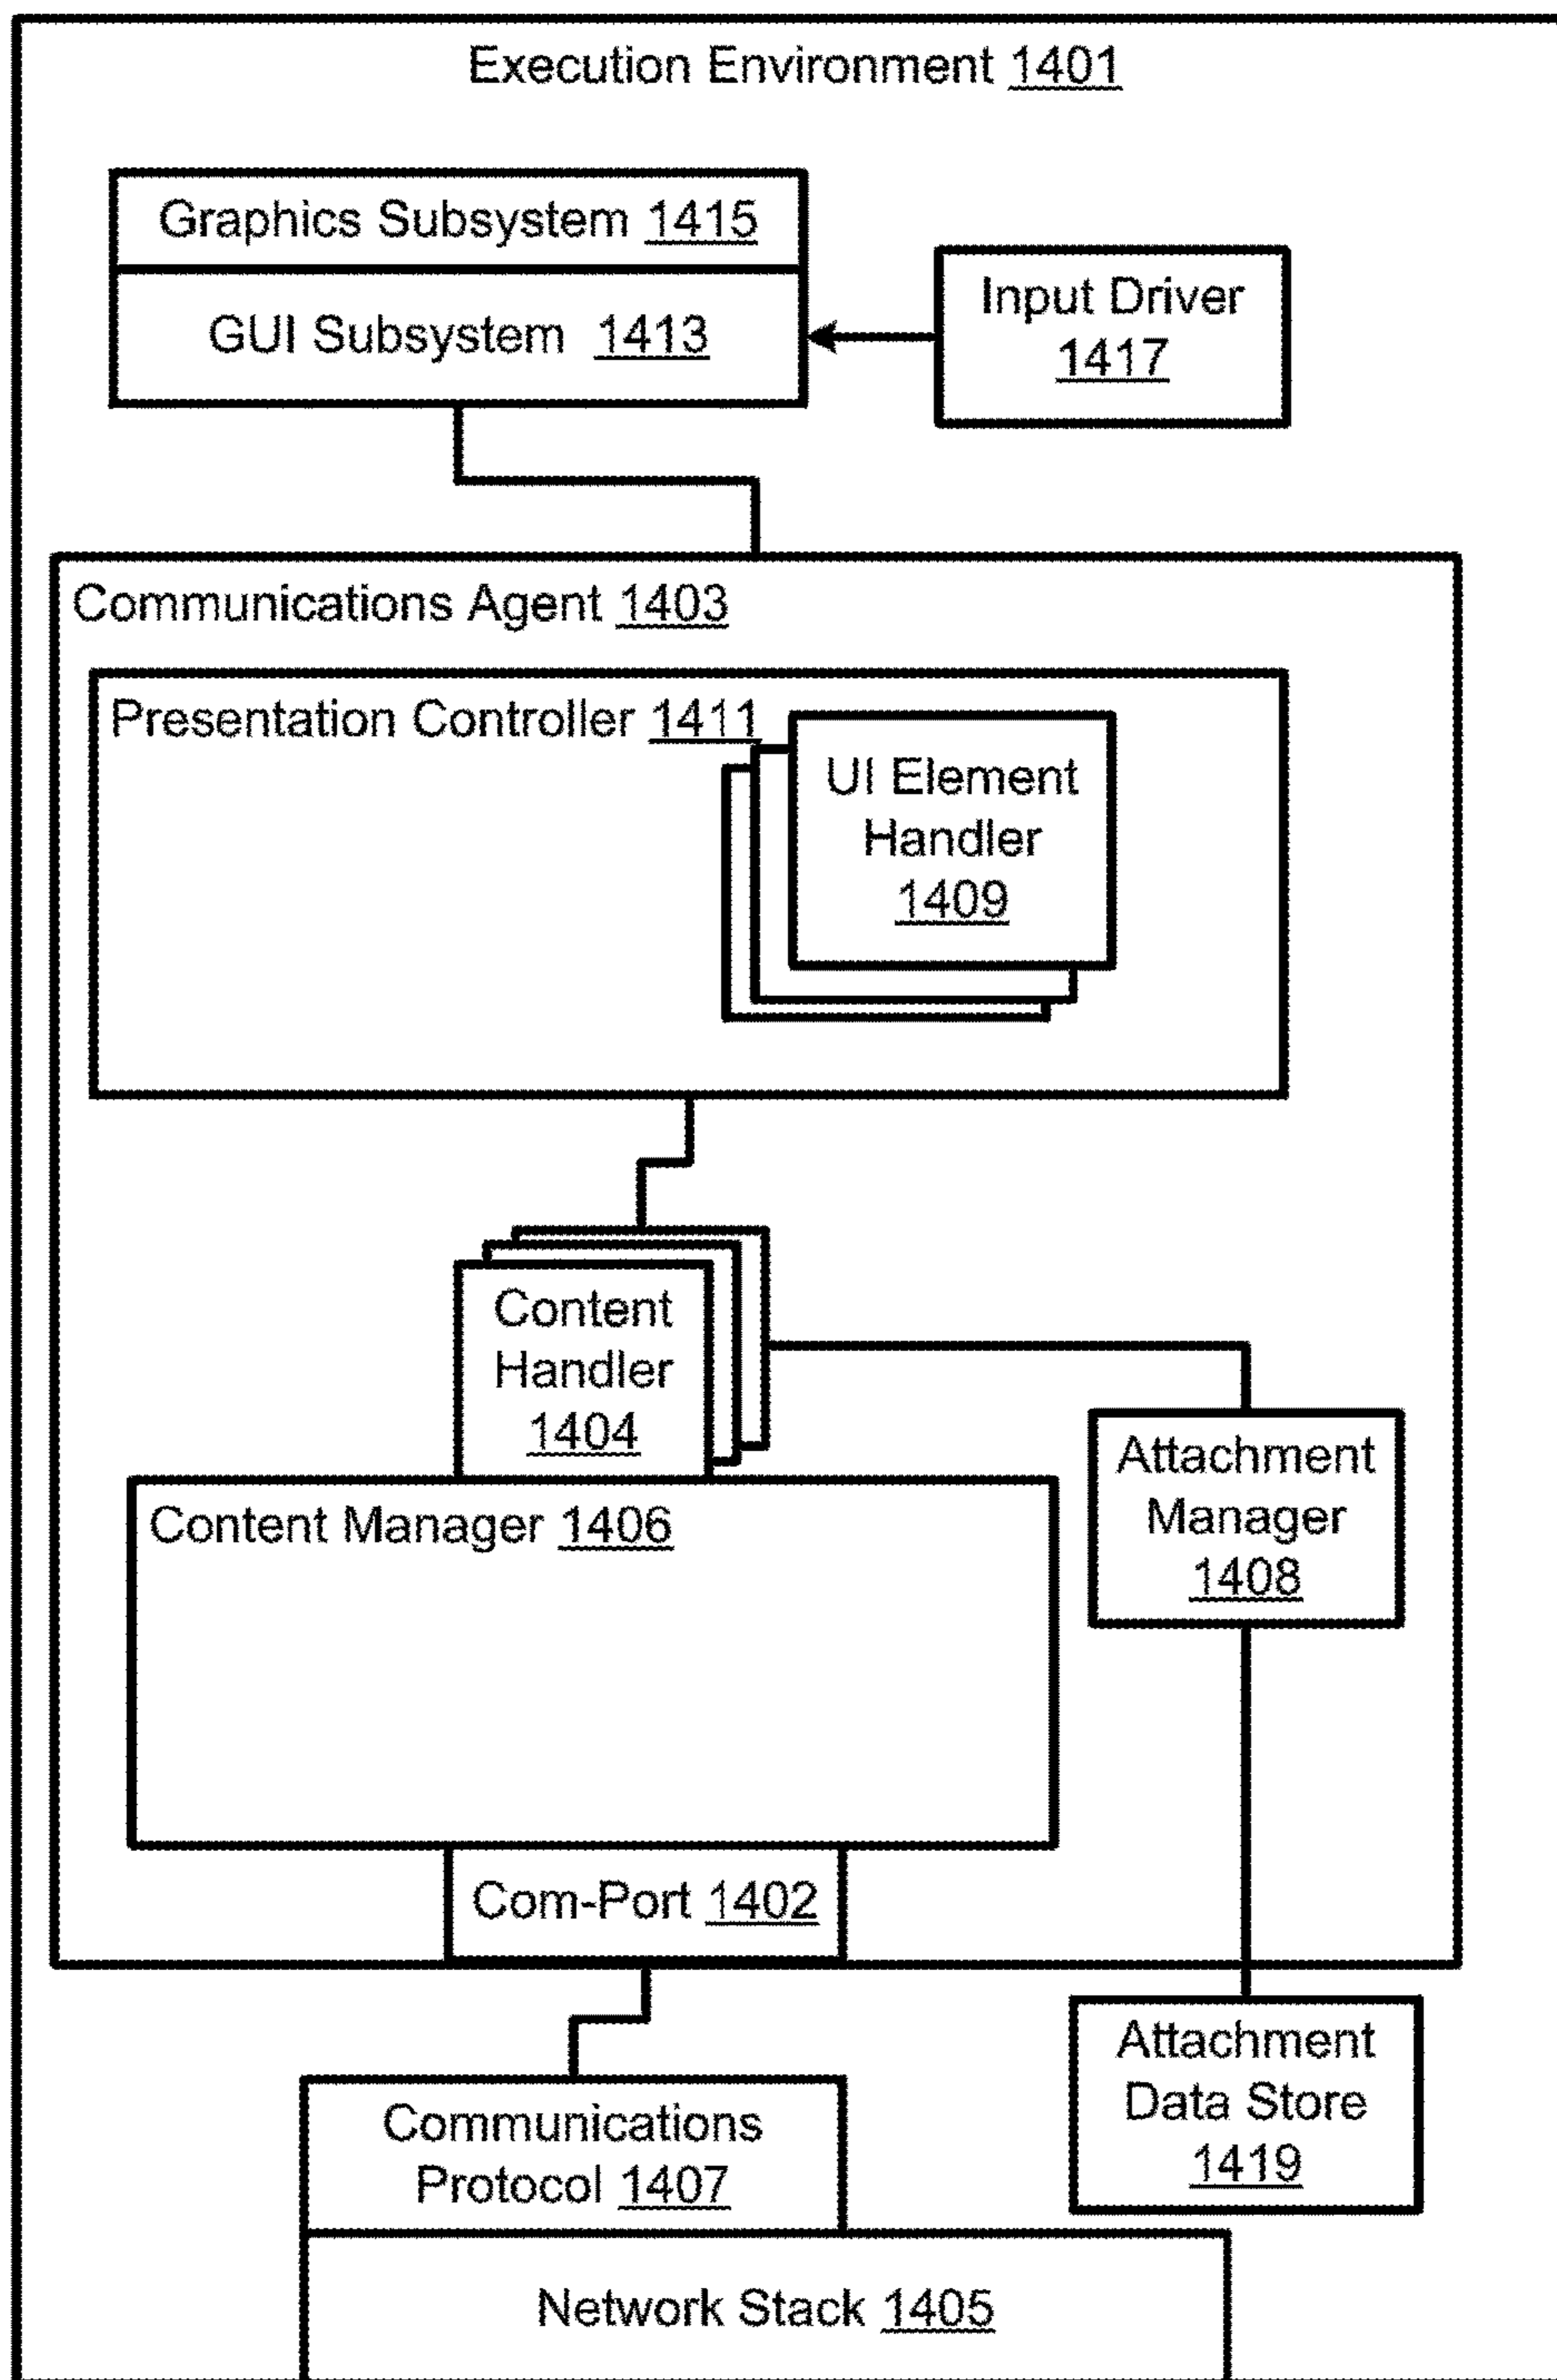 Execution Environment 1401
Graphics Subsystem 1415
GUI Subsystem 1413
Input Driver
1417
Communications Agent 1403
Presentation Controller 1411
UI Element
Handler
1409
Content
Handler
1404
Attachment
Manager
1408
Content Manager 1406
Com-Port 1402
Attachment
Data Store
1419
Communications
Protocol 1407
Network Stack 1405